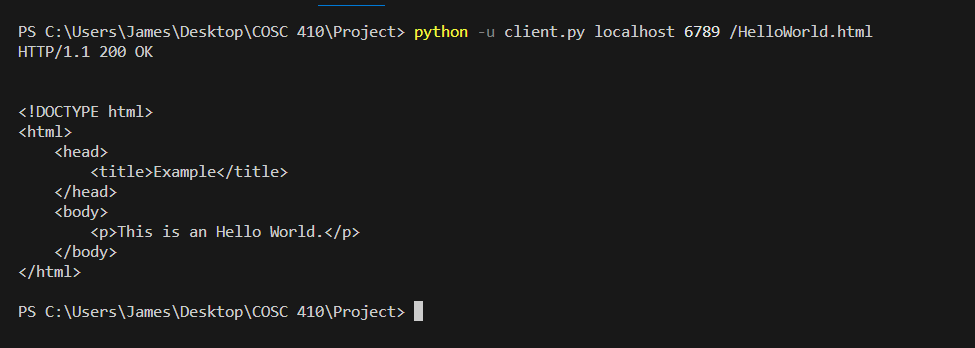 PS C:\Users\James\Desktop\COSC 410\Project> python -u client.py localhost 6789 /HelloWorld.html
HTTP/1.1 200 OK
<!DOCTYPE html>
<html>
    <head>
        <title>Example</title>
    </head>
    <body>
        <p>This is an Hello World.</p>
    </body>
</html>
PS C:\Users\James\Desktop\COSC 410\Project>